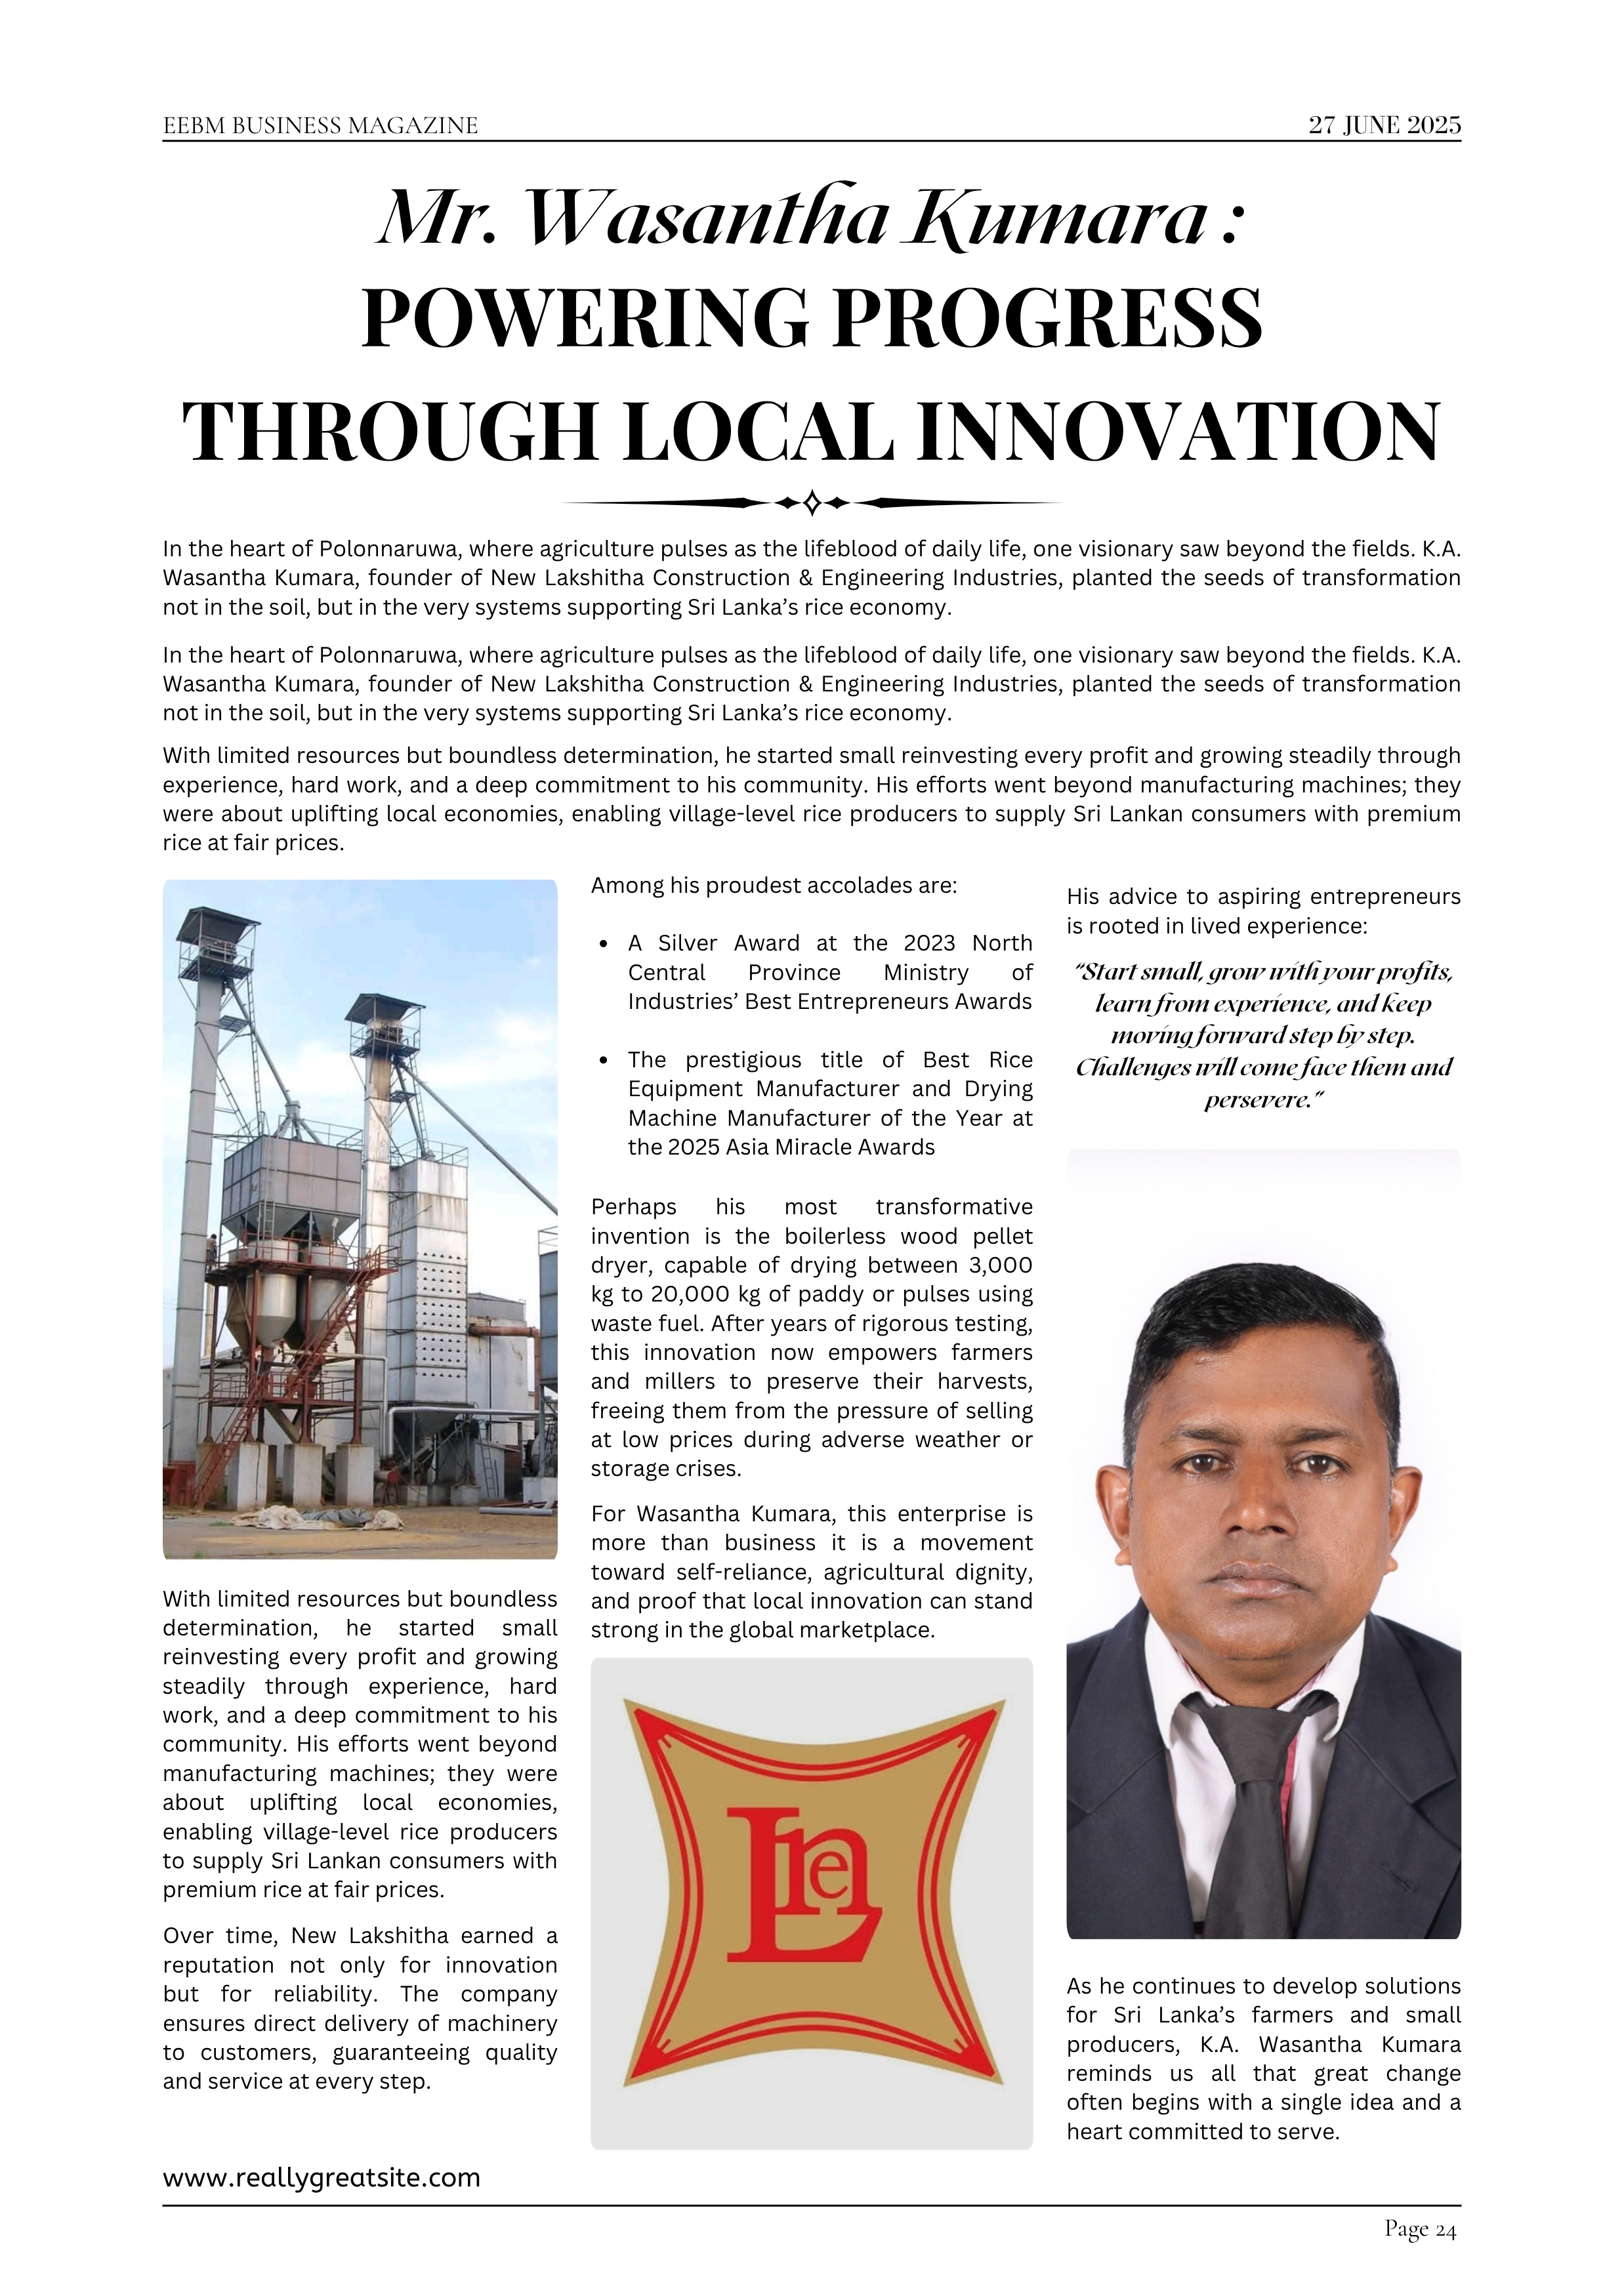 EEBM BUSINESS MAGAZINE
27 JUNE 2025
Mr. Wasantha Kumara :
POWERING PROGRESS
THROUGH LOCAL INNOVATION
In the heart of Polonnaruwa, where agriculture pulses as the lifeblood of daily life, one visionary saw beyond the fields. K.A.
Wasantha Kumara, founder of New Lakshitha Construction & Engineering Industries, planted the seeds of transformation
not in the soil, but in the very systems supporting Sri Lanka’s rice economy.
In the heart of Polonnaruwa, where agriculture pulses as the lifeblood of daily life, one visionary saw beyond the fields. K.A.
Wasantha Kumara, founder of New Lakshitha Construction & Engineering Industries, planted the seeds of transformation
not in the soil, but in the very systems supporting Sri Lanka’s rice economy.
With limited resources but boundless determination, he started small reinvesting every profit and growing steadily through
experience, hard work, and a deep commitment to his community. His efforts went beyond manufacturing machines; they
were about uplifting local economies, enabling village-level rice producers to supply Sri Lankan consumers with premium
rice at fair prices.
With limited resources but boundless
determination, he started small
reinvesting every profit and growing
steadily through experience, hard
work, and a deep commitment to his
community. His efforts went beyond
manufacturing machines; they were
about uplifting local economies,
enabling village-level rice producers
to supply Sri Lankan consumers with
premium rice at fair prices.
Over time, New Lakshitha earned a
reputation not only for innovation
but for reliability. The company
ensures direct delivery of machinery
to customers, guaranteeing quality
and service at every step.
Among his proudest accolades are:
• A Silver Award at the 2023 North
Central Province Ministry of
Industries’ Best Entrepreneurs Awards
• The prestigious title of Best Rice
Equipment Manufacturer and Drying
Machine Manufacturer of the Year at
the 2025 Asia Miracle Awards
Perhaps his most transformative
invention is the boilerless wood pellet
dryer, capable of drying between 3,000
kg to 20,000 kg of paddy or pulses using
waste fuel. After years of rigorous testing,
this innovation now empowers farmers
and millers to preserve their harvests,
freeing them from the pressure of selling
at low prices during adverse weather or
storage crises.
For Wasantha Kumara, this enterprise is
more than business it is a movement
toward self-reliance, agricultural dignity,
and proof that local innovation can stand
strong in the global marketplace.
Lne
His advice to aspiring entrepreneurs
is rooted in lived experience:
“Start small, grow with your profits,
learn from experience, and keep
moving forward step by step.
Challenges will come face them and
persevere.”
As he continues to develop solutions
for Sri Lanka’s farmers and small
producers, K.A. Wasantha Kumara
reminds us all that great change
often begins with a single idea and a
heart committed to serve.
www.reallygreatsite.com
Page 24